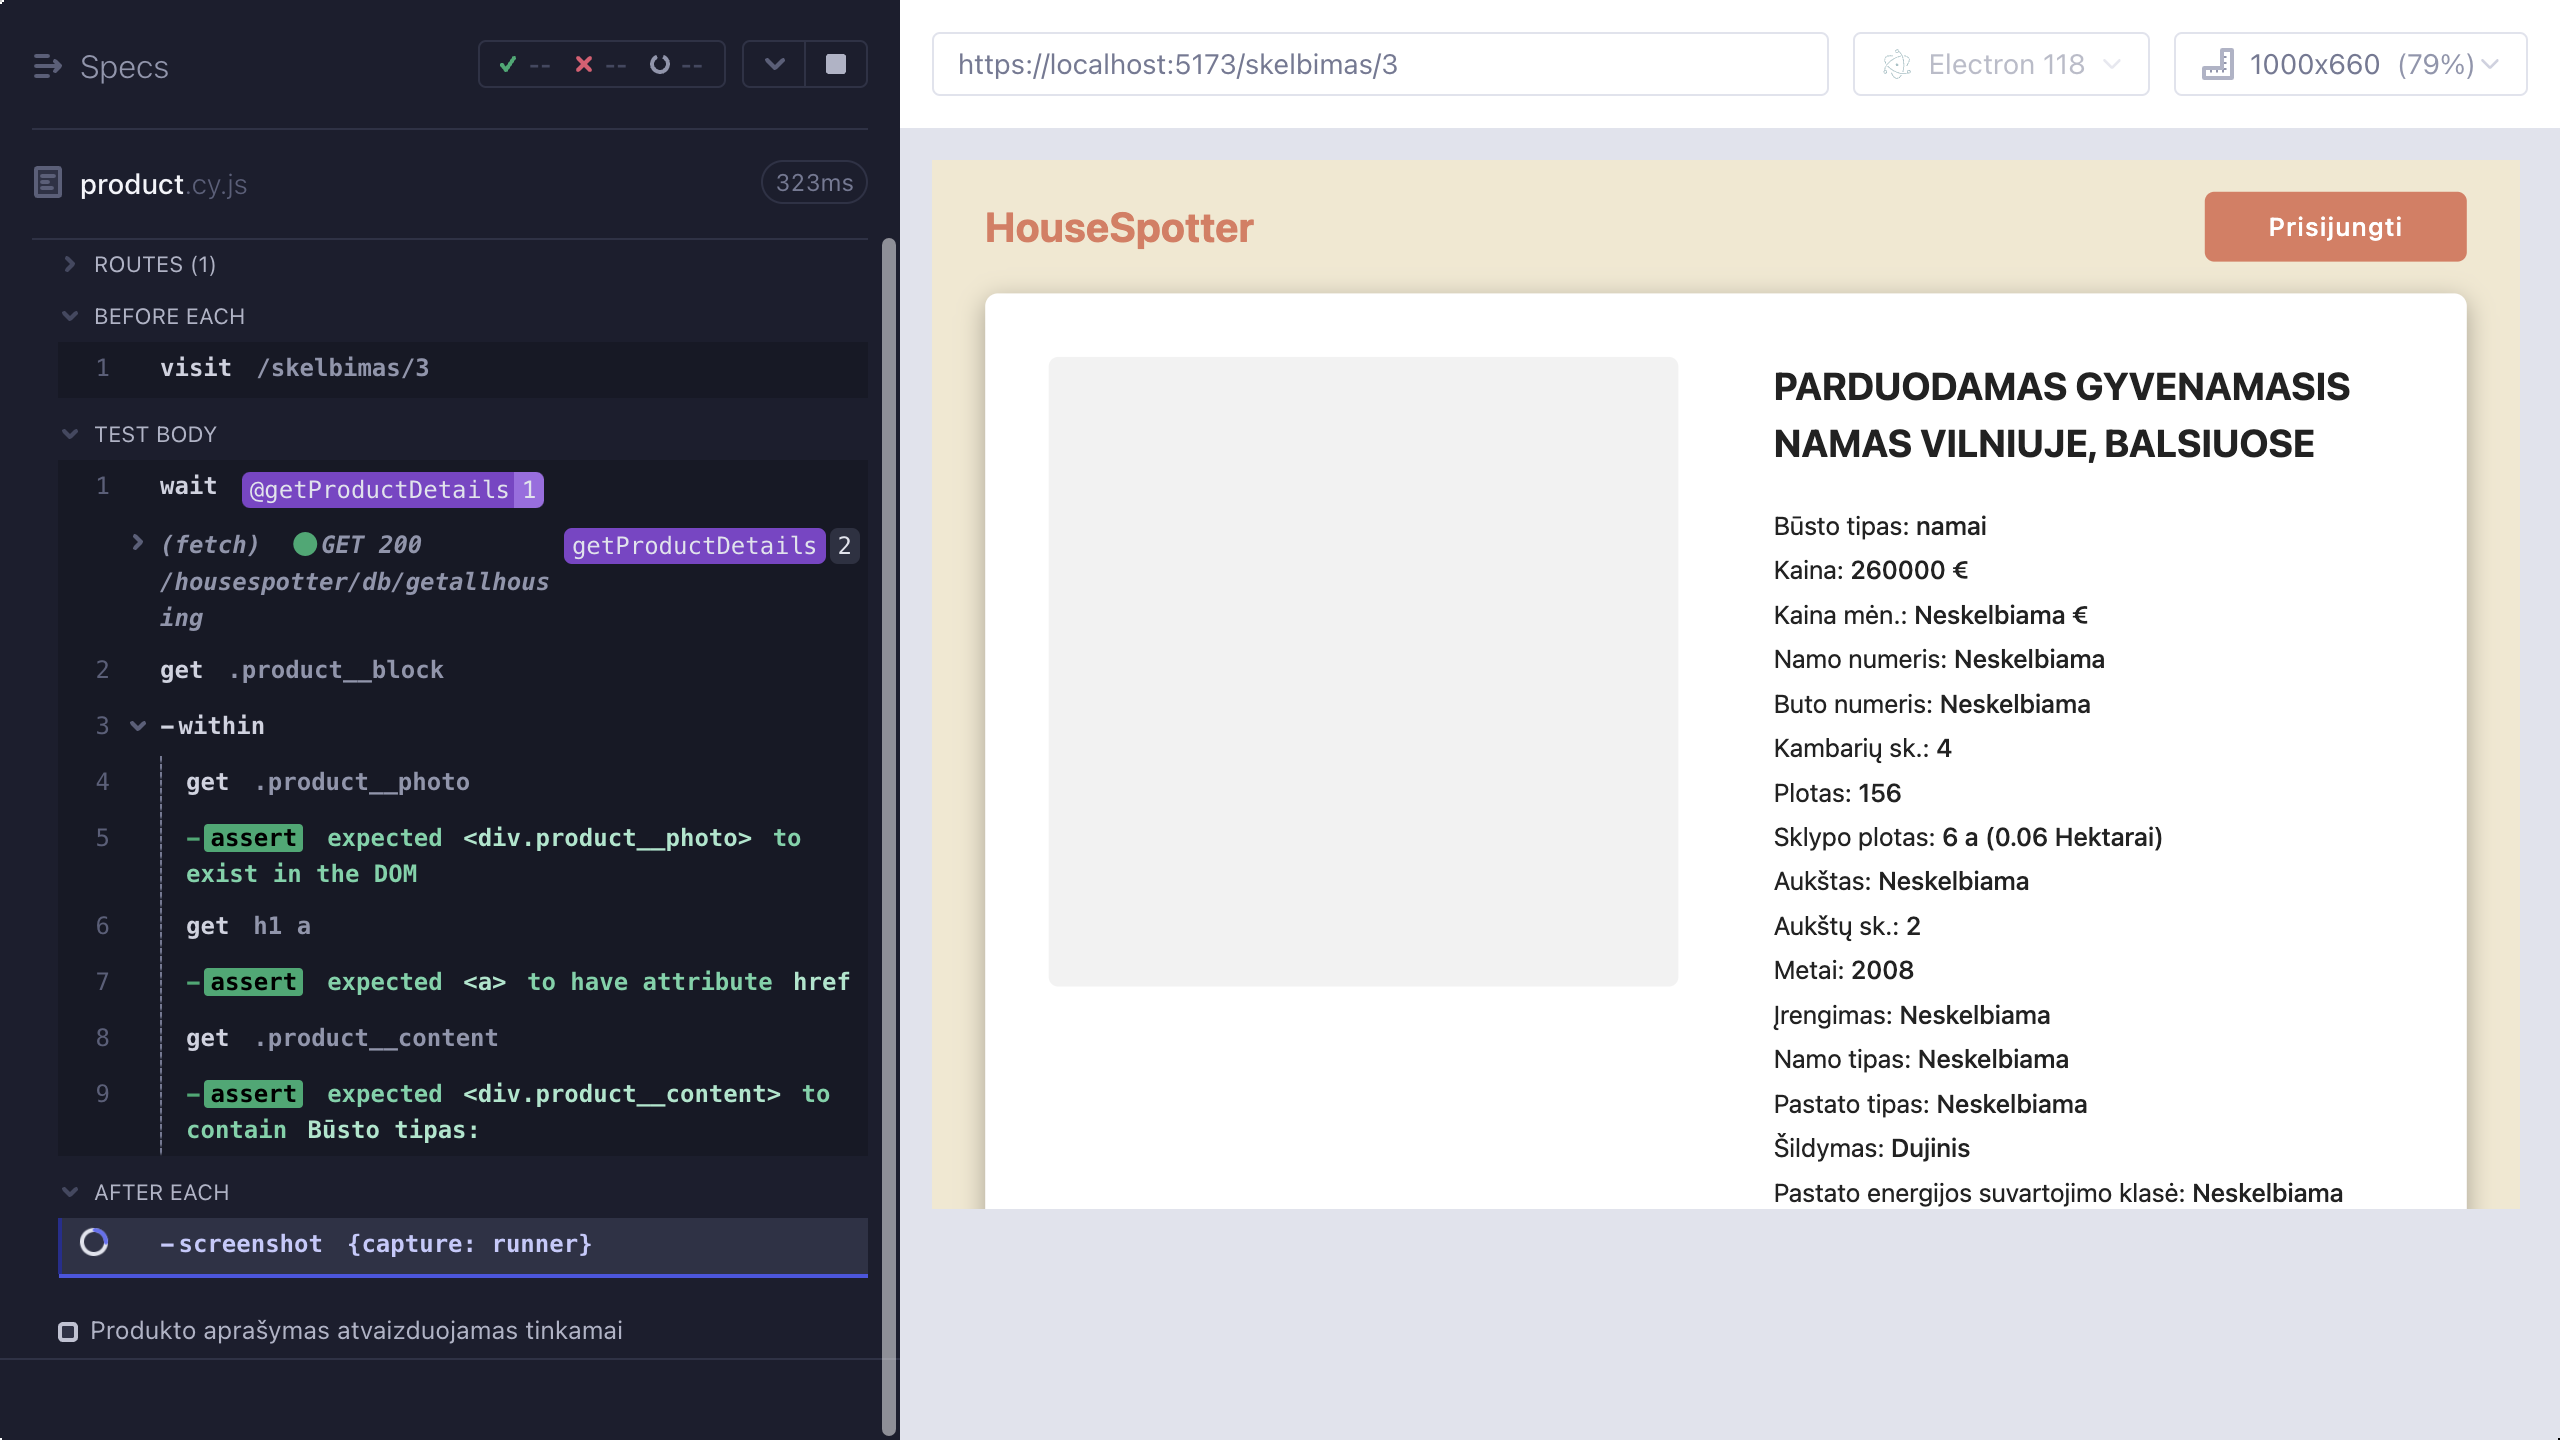 Specs
-- -- --
product.cy.js
323ms
ROUTES (1)
BEFORE EACH
1 visit /skelbimas/3
TEST BODY
1 wait @getProductDetails 1
(fetch) GET 200 getProductDetails 2
/housespotter/db/getallhous
ing
2 get .product__block
3 -within
4 get .product__photo
5 -assert expected <div.product__photo> to
exist in the DOM
6 get h1 a
7 -assert expected <a> to have attribute href
8 get .product__content
9 -assert expected <div.product__content> to
contain Būsto tipas:
AFTER EACH
-screenshot {capture: runner}
Produkto aprašymas atvaizduojamas tinkamai
https://localhost:5173/skelbimas/3
Electron 118
1000x660 (79%)
HouseSpotter
Prisijungti
PARDUODAMAS GYVENAMASIS
NAMAS VILNIUJE, BALSIUOSE
Būsto tipas: namai
Kaina: 260000 €
Kaina mėn.: Neskelbiama €
Namo numeris: Neskelbiama
Buto numeris: Neskelbiama
Kambarių sk.: 4
Plotas: 156
Sklypo plotas: 6 a (0.06 Hektarai)
Aukštas: Neskelbiama
Aukštų sk.: 2
Metai: 2008
Įrengimas: Neskelbiama
Namo tipas: Neskelbiama
Pastato tipas: Neskelbiama
Šildymas: Dujinis
Pastato energijos suvartojimo klasė: Neskelbiama